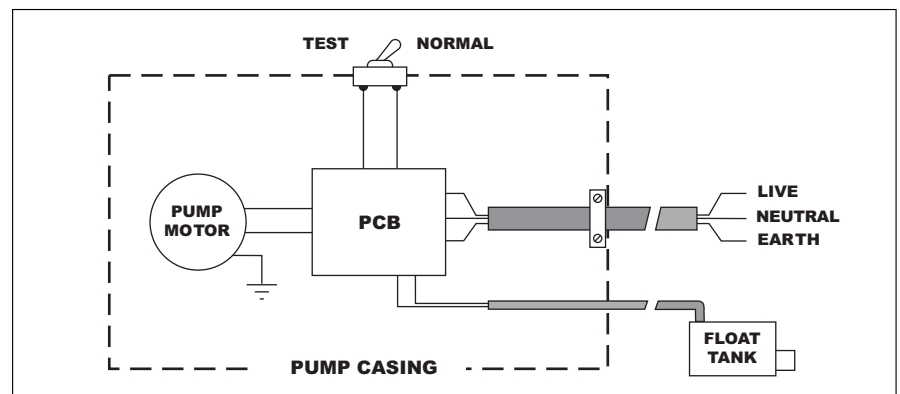 TEST NORMAL
PUMP
MOTOR
PCB
LIVE
NEUTRAL
EARTH
FLOAT
TANK
PUMP CASING